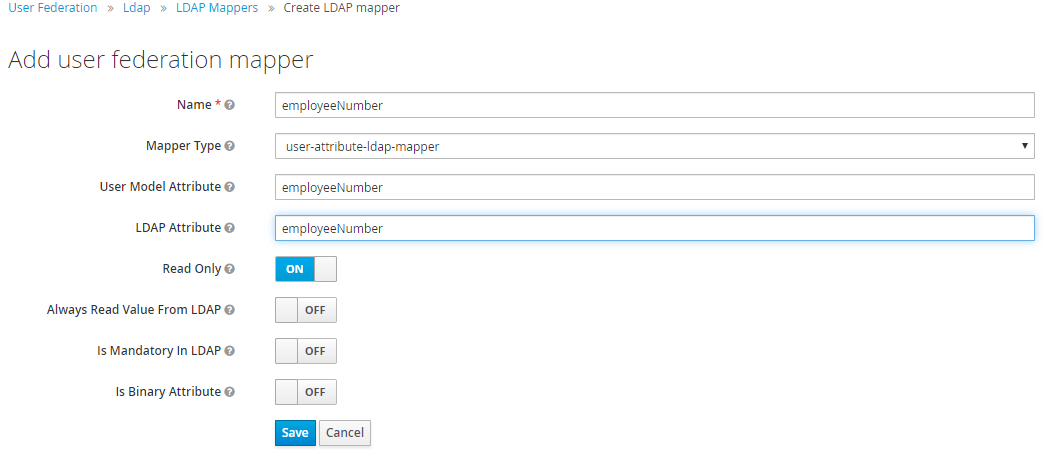 User Federation » Ldap » LDAP Mappers » Create LDAP mapper
Add user federation mapper
Name * ? employeeNumber
Mapper Type ? user-attribute-ldap-mapper
User Model Attribute ? employeeNumber
LDAP Attribute ? employeeNumber
Read Only ? ON
Always Read Value From LDAP ? OFF
Is Mandatory In LDAP ? OFF
Is Binary Attribute ? OFF
Save Cancel